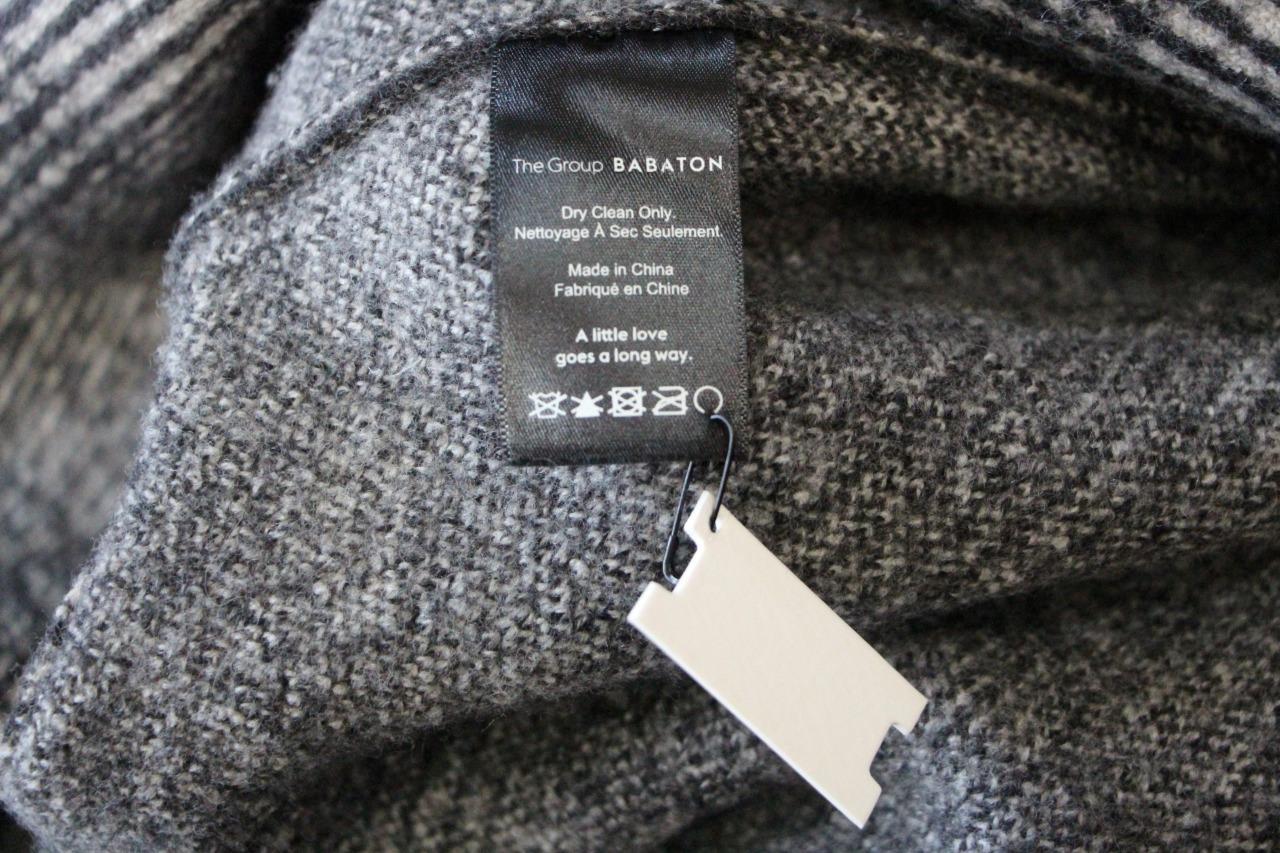 The Group BABATON
Dry Clean Only.
Nettoyage À Sec Seulement.
Made in China
Fabriqué en Chine
A little love
goes a long way.